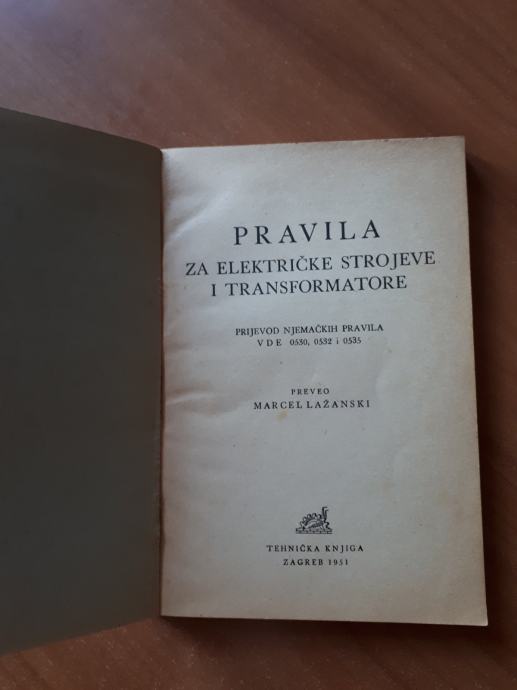 PRAVILA
ZA ELEKTRIČKE STROJEVE
I TRANSFORMATORE
PRIJEVOD NJEMAČKIH PRAVILA
VDE 0530, 0532 i 0535
PREVEO
MARCEL LAŽANSKI
TEHNIČKA KNJIGA
ZAGREB 1951